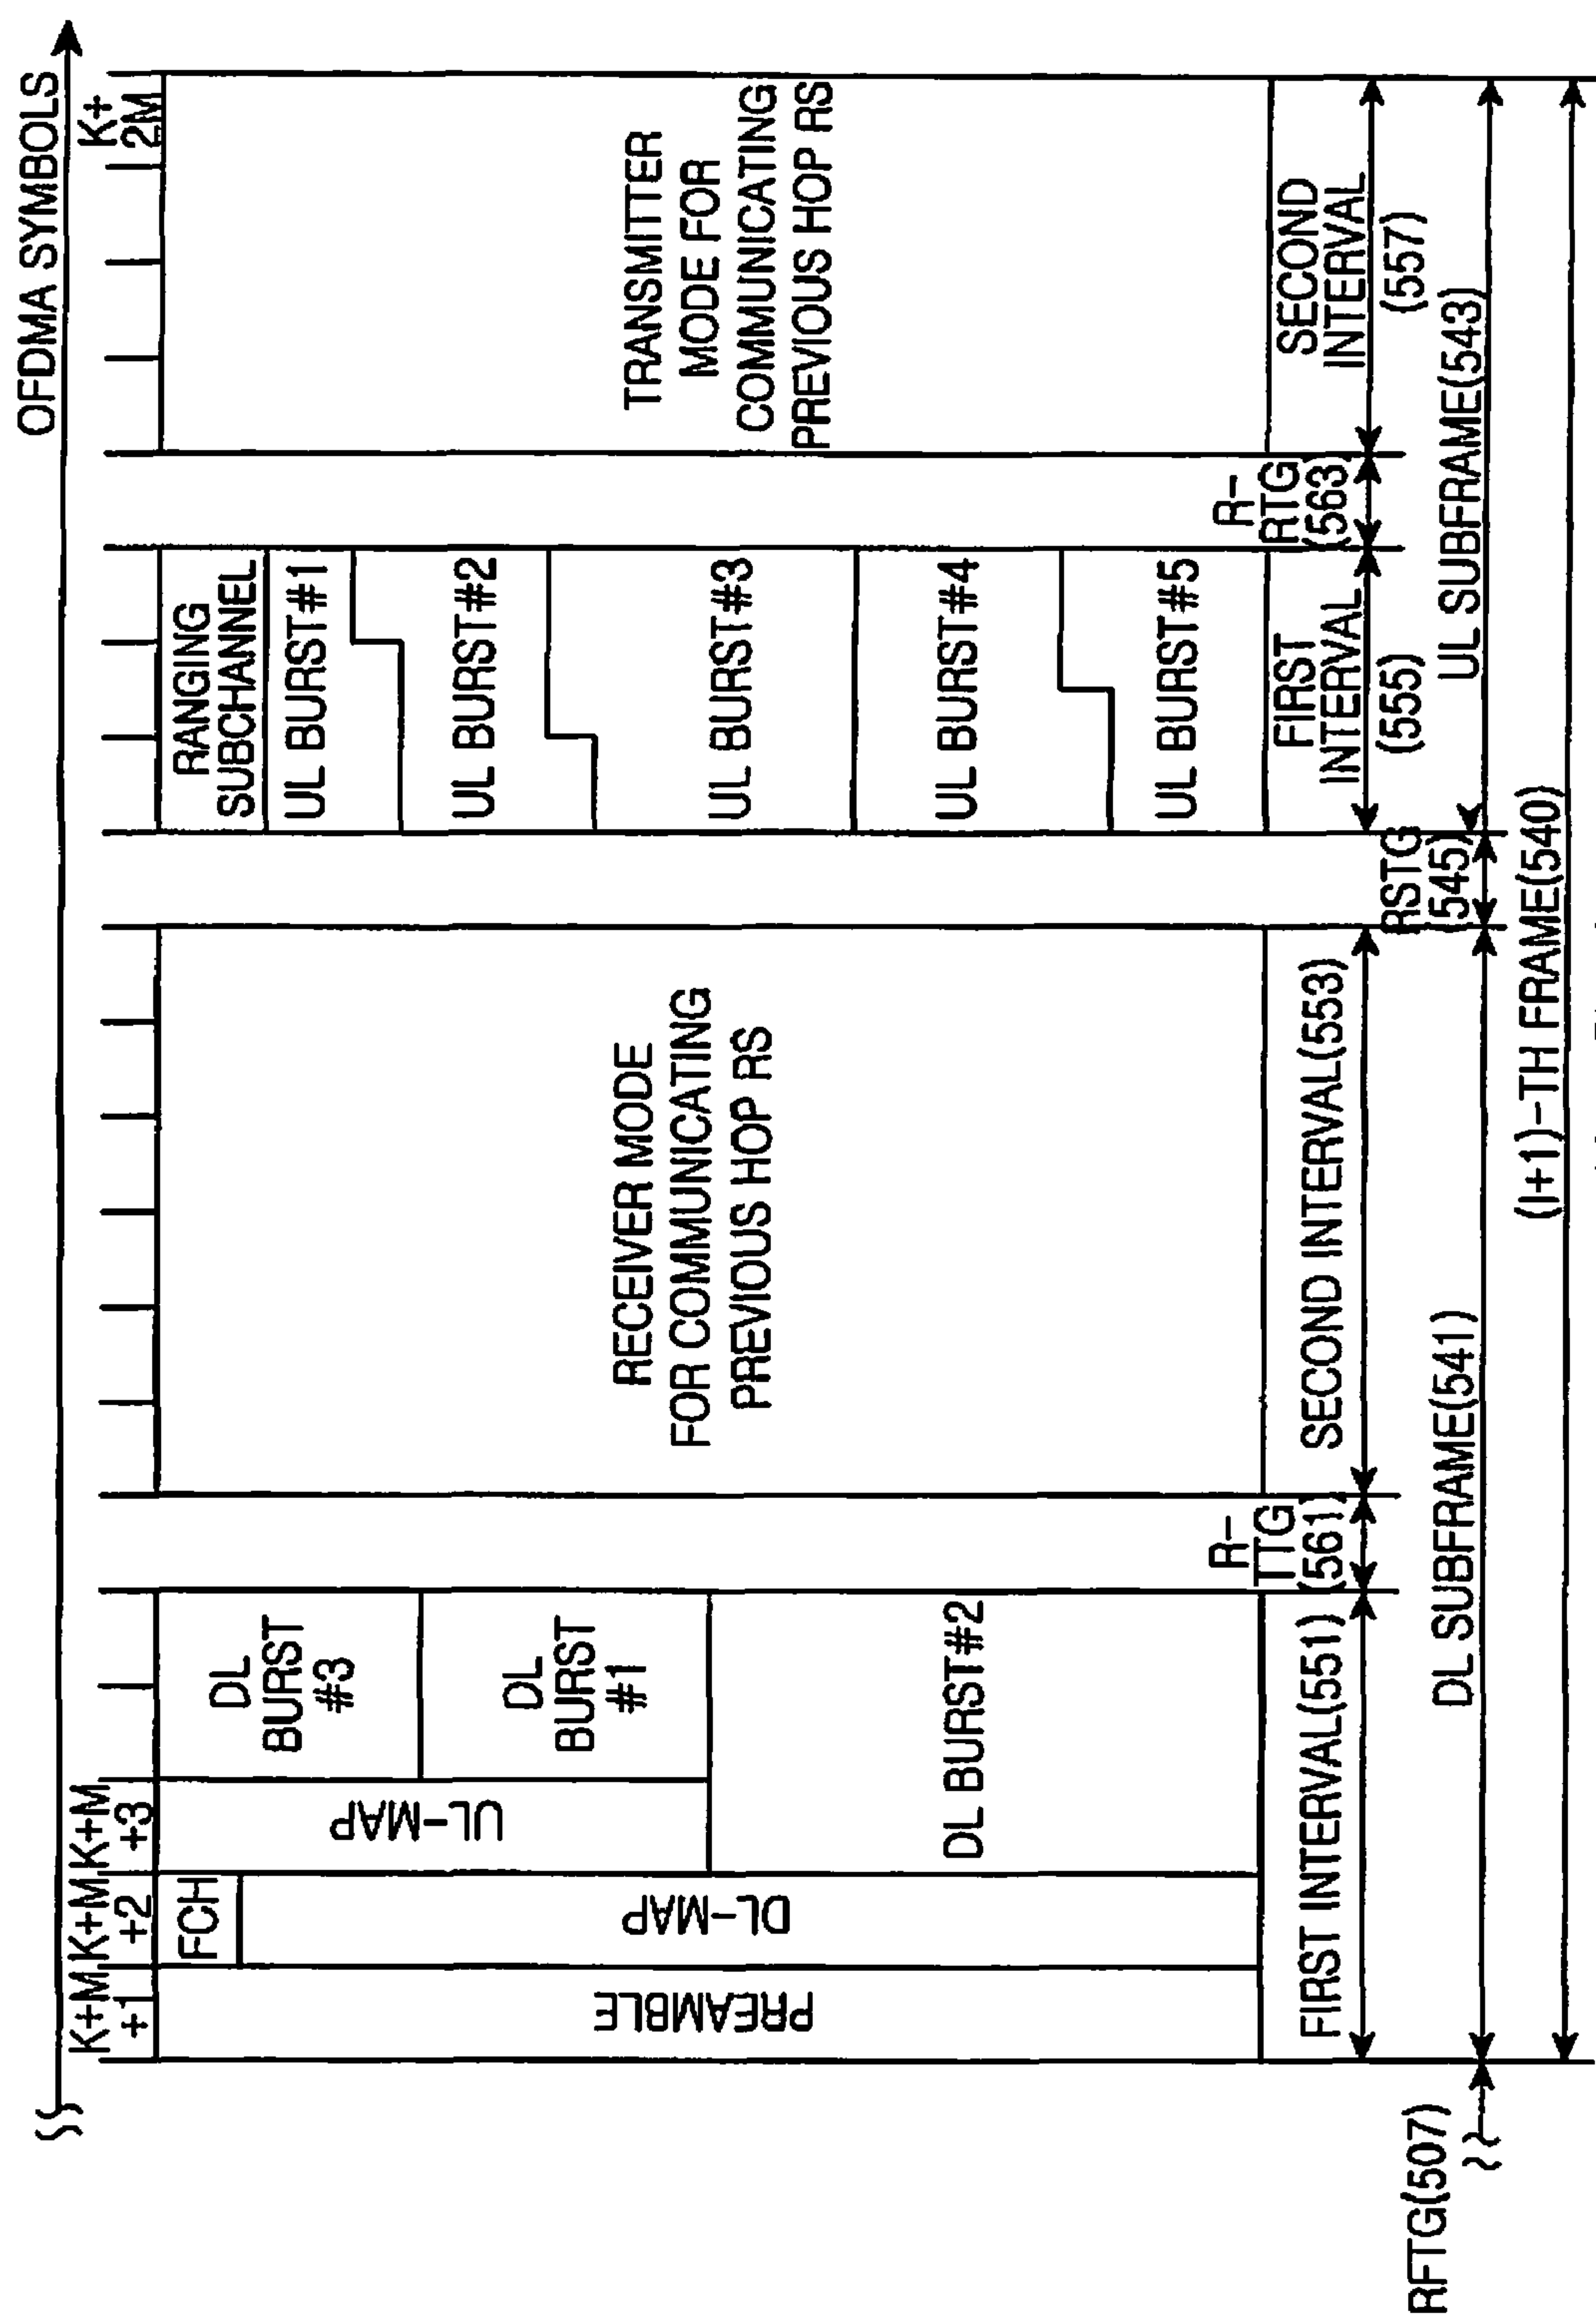 OFDMA SYMBOLS
K+M
+1
K+M
+2
K+M
+3
K+
2M
PREAMBLE
FCH
DL-MAP
UL-MAP
DL
BURST
#3
DL
BURST
#1
DL BURST#2
RECEIVER MODE
FOR COMMUNICATING
PREVIOUS HOP RS
RANGING
SUBCHANNEL
UL BURST#1
UL BURST#2
UL BURST#3
UL BURST#4
UL BURST#5
TRANSMITTER
MODE FOR
COMMUNICATING
PREVIOUS HOP RS
FIRST INTERVAL(551)
R-
TTG
(561)
SECOND INTERVAL(553)
FIRST
INTERVAL
(555)
R-
RTG
(563)
SECOND
INTERVAL
(557)
RFTG(507)
DL SUBFRAME(541)
RSTG
(545)
UL SUBFRAME(543)
(I+1)-TH FRAME(540)